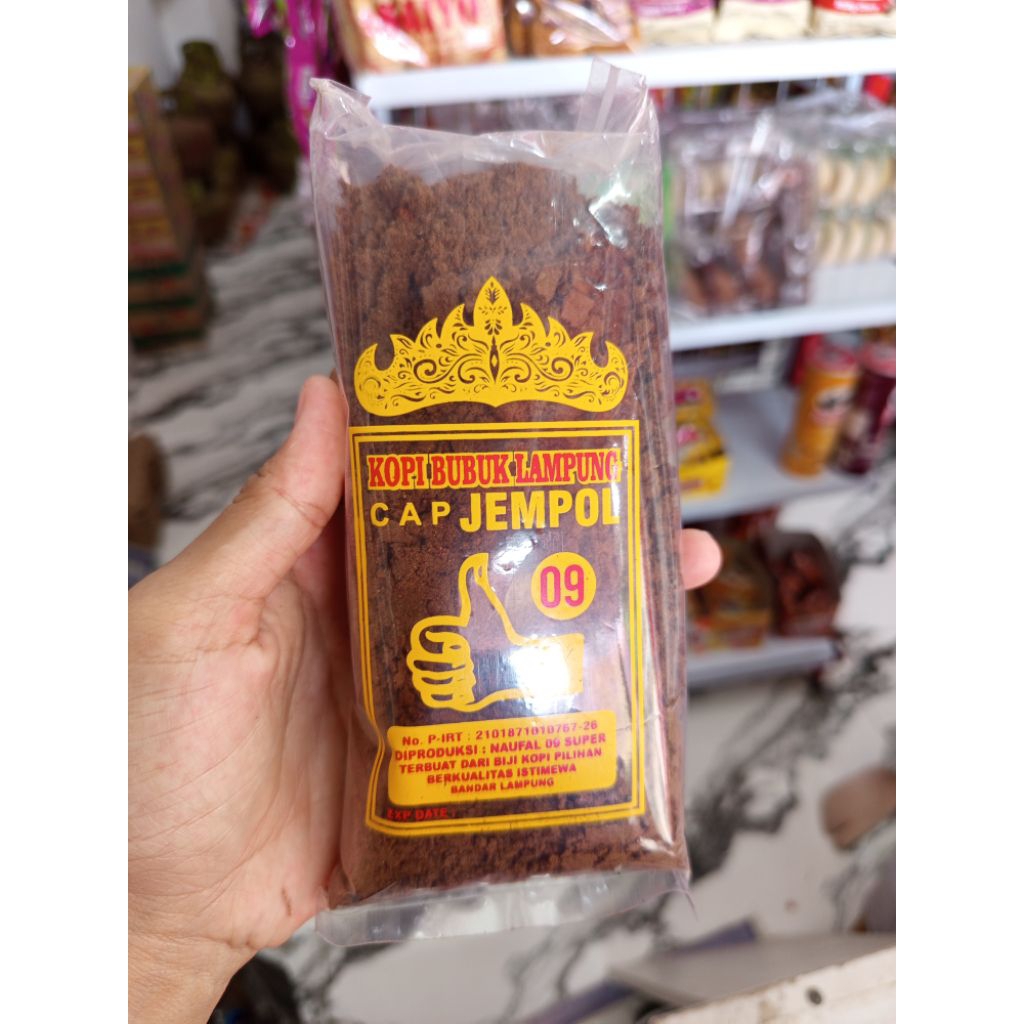 KOPI BUBUK LAMPUNG
CAP JEMPOL
09
No. P-IRT : 2101871010757-26
DIPRODUKSI : NAUFAL 09 SUPER
TERBUAT DARI BIJI KOPI PILIHAN
BERKUALITAS ISTIMEWA
BANDAR LAMPUNG
EXP DATE :